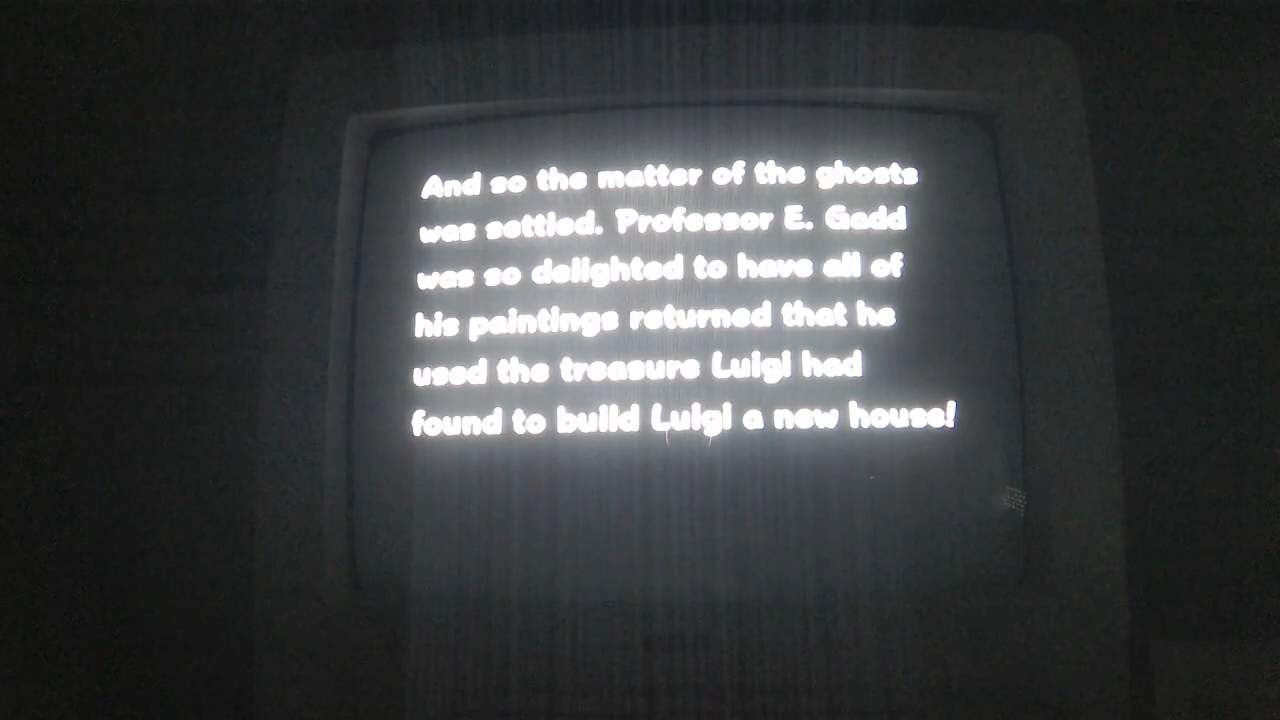 And so the matter of the ghosts
was settled. Professor E. Gadd
was so delighted to have all of
his paintings returned that he
used the treasure Luigi had
found to build Luigi a new house!